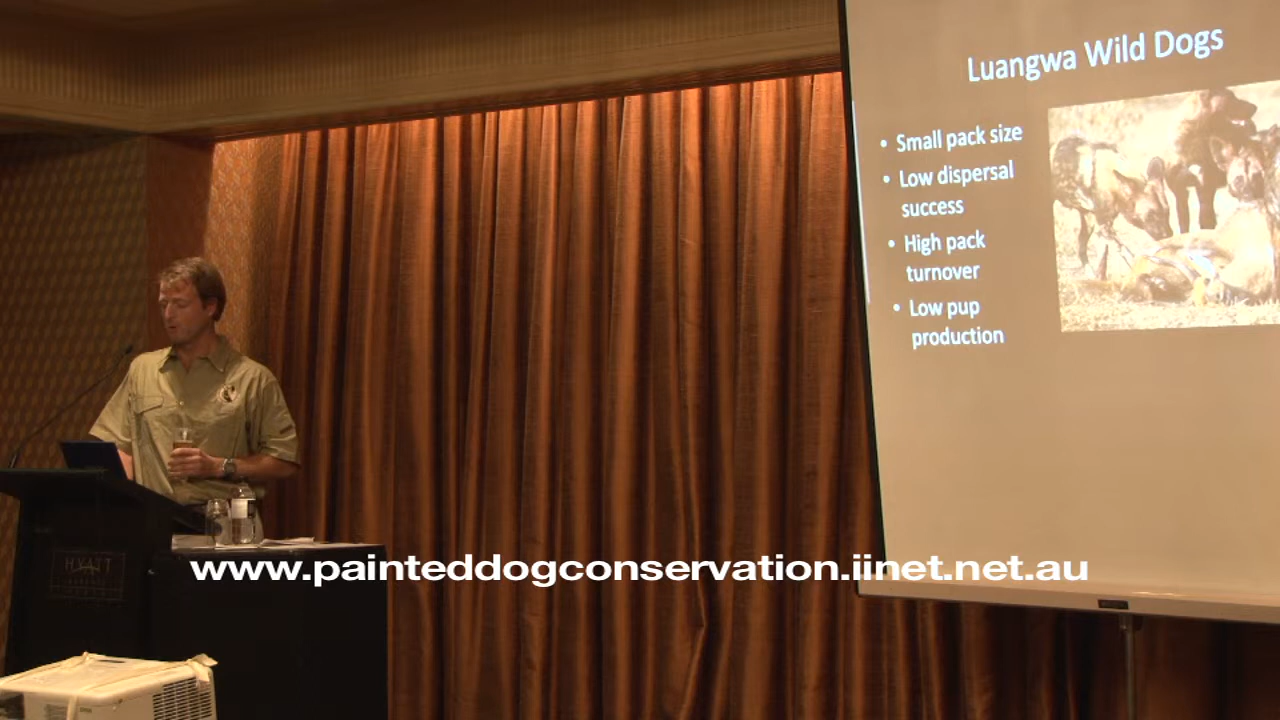 Luangwa Wild Dogs
• Small pack size
• Low dispersal
success
• High pack
turnover
• Low pup
production
HYATT
www.painteddogconservation.iinet.net.au